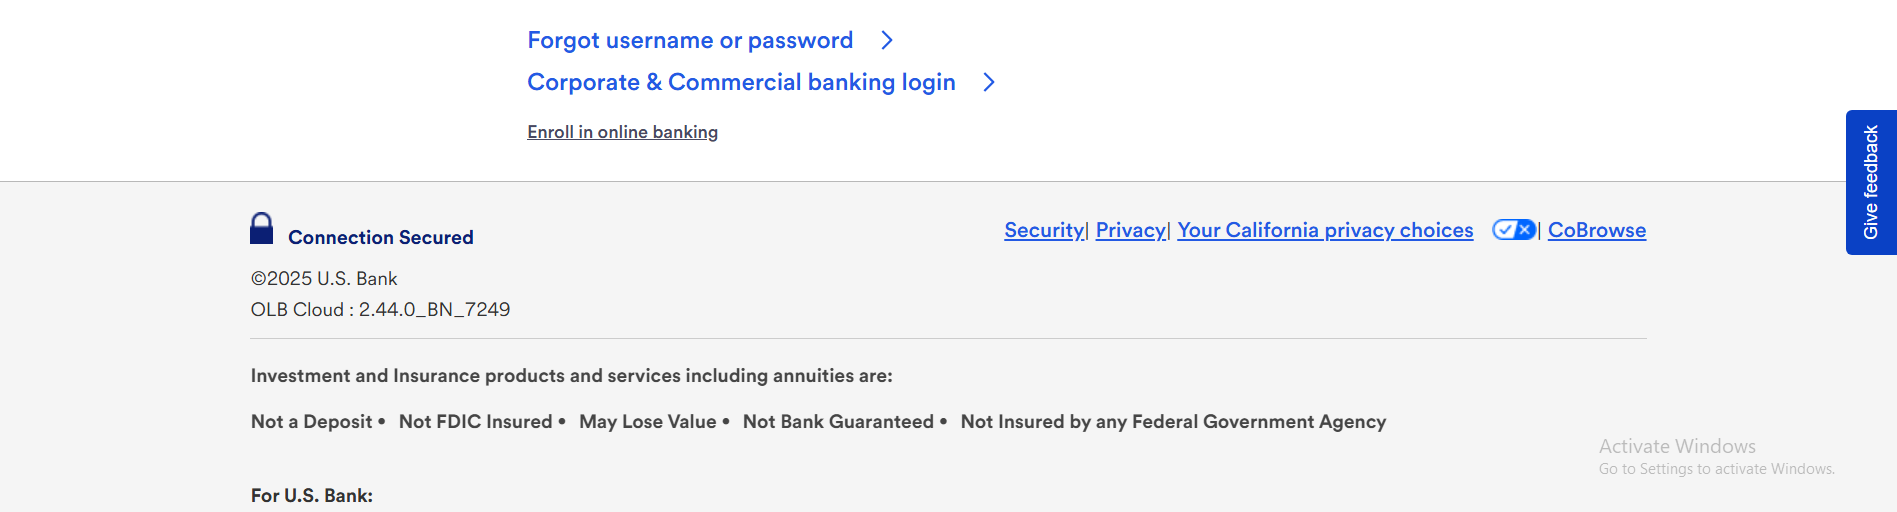 Forgot username or password
Corporate & Commercial banking login
Enroll in online banking
Give feedback
Connection Secured
Security| Privacy| Your California privacy choices | CoBrowse
©2025 U.S. Bank
OLB Cloud : 2.44.0_BN_7249
Investment and Insurance products and services including annuities are:
Not a Deposit • Not FDIC Insured • May Lose Value • Not Bank Guaranteed • Not Insured by any Federal Government Agency
Activate Windows
Go to Settings to activate Windows.
For U.S. Bank: